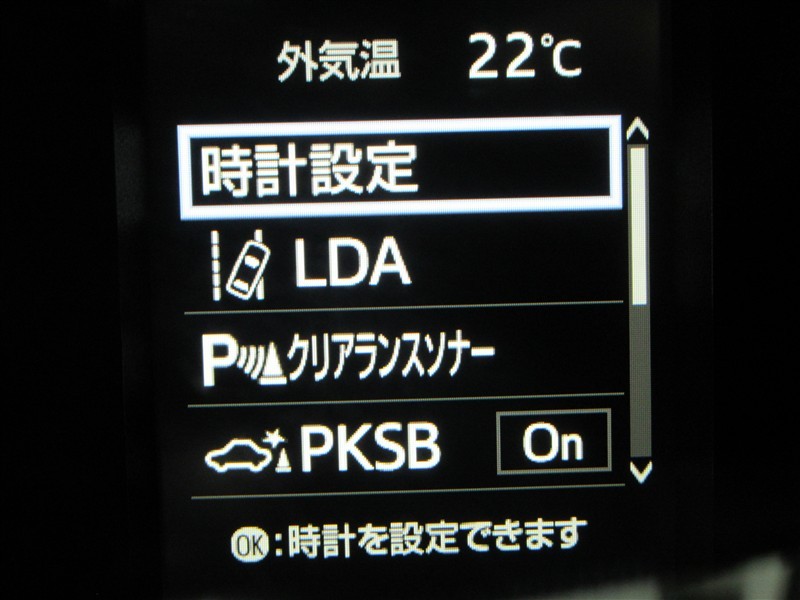 外気温 22℃
時計設定
LDA
Pクリアランスソナー
PKSB On
OK:時計を設定できます